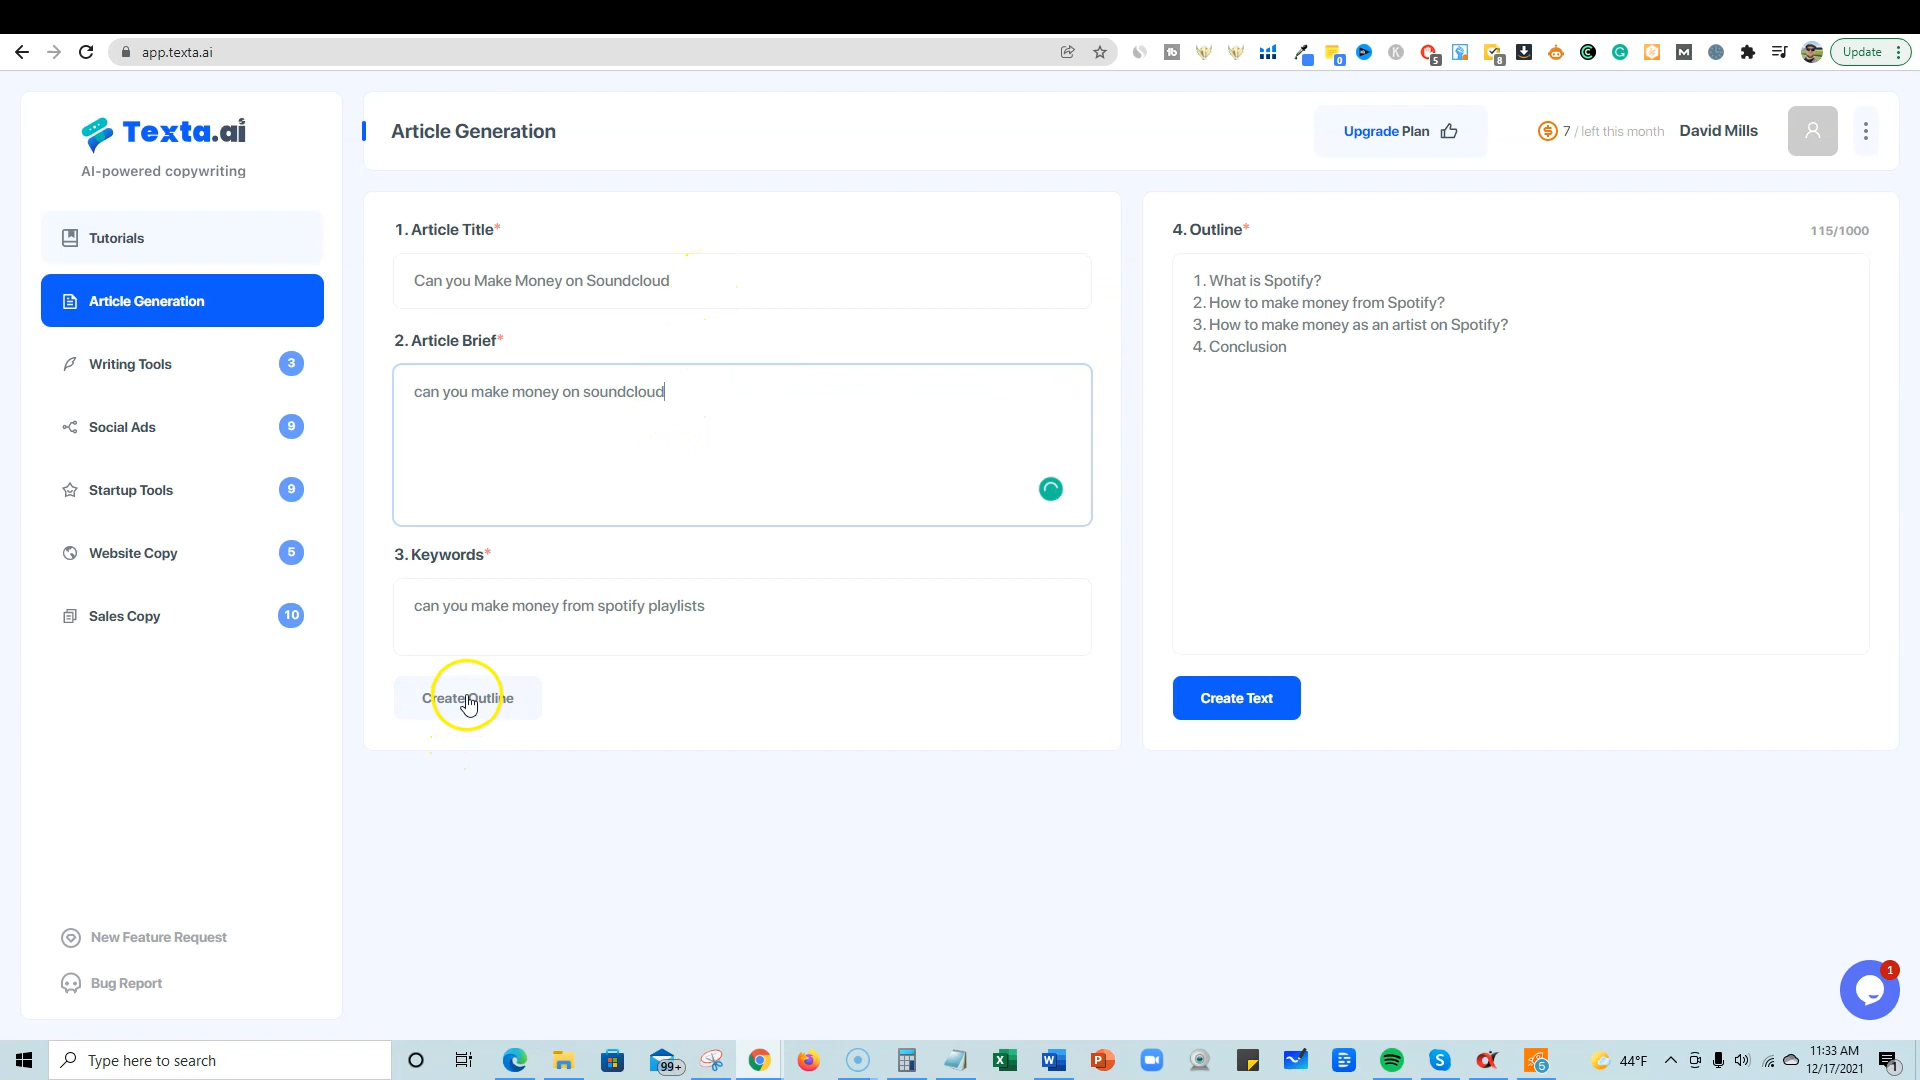 app.texta.ai
Update
Texta.ai
AI-powered copywriting
Tutorials
Article Generation
Writing Tools
3
Social Ads
9
Startup Tools
9
Website Copy
5
Sales Copy
10
New Feature Request
Bug Report
Article Generation
Upgrade Plan
7 / left this month
David Mills
1. Article Title*
Can you Make Money on Soundcloud
2. Article Brief*
can you make money on soundcloud
3. Keywords*
can you make money from spotify playlists
Create Outline
4. Outline*
115/1000
1. What is Spotify?
2. How to make money from Spotify?
3. How to make money as an artist on Spotify?
4. Conclusion
Create Text
1
Type here to search
99+
5
44°F
11:33 AM
12/17/2021
1